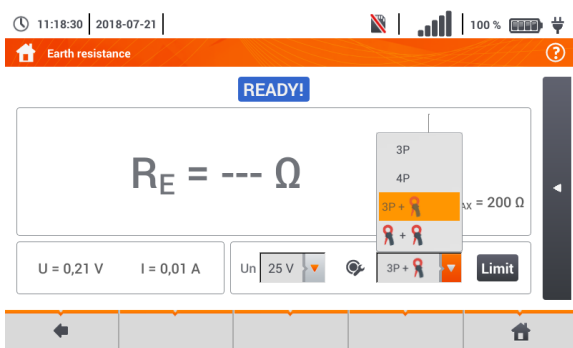 11:18:30 2018-07-21 100 %
Earth resistance
READY!
RE = --- Ω
3P
4P
3P +
+
= 200 Ω
U = 0,21 V I = 0,01 A
Un 25 V 3P + Limit